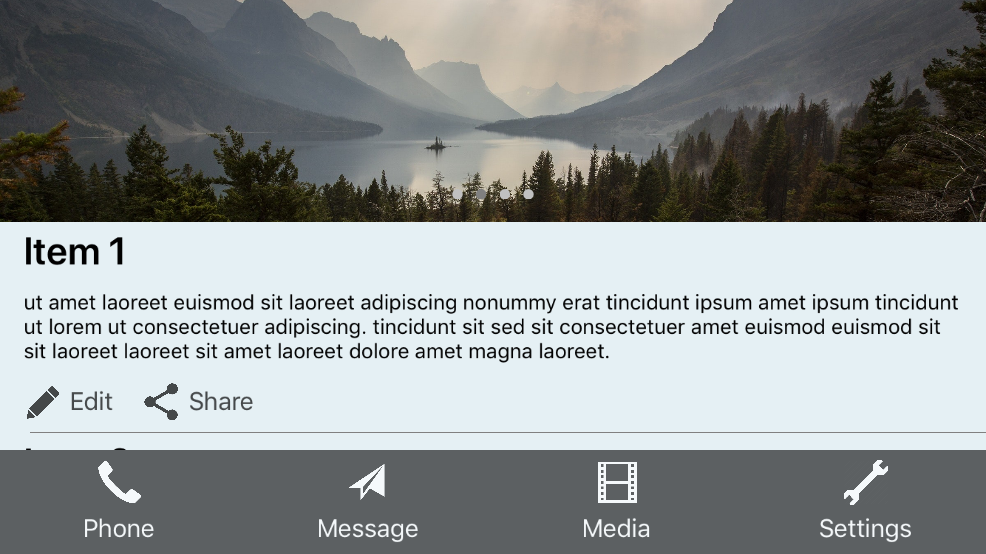 Item 1
ut amet laoreet euismod sit laoreet adipiscing nonummy erat tincidunt ipsum amet ipsum tincidunt
ut lorem ut consectetuer adipiscing. tincidunt sit sed sit consectetuer amet euismod euismod sit
sit laoreet laoreet sit amet laoreet dolore amet magna laoreet.
Edit
Share
Phone
Message
Media
Settings